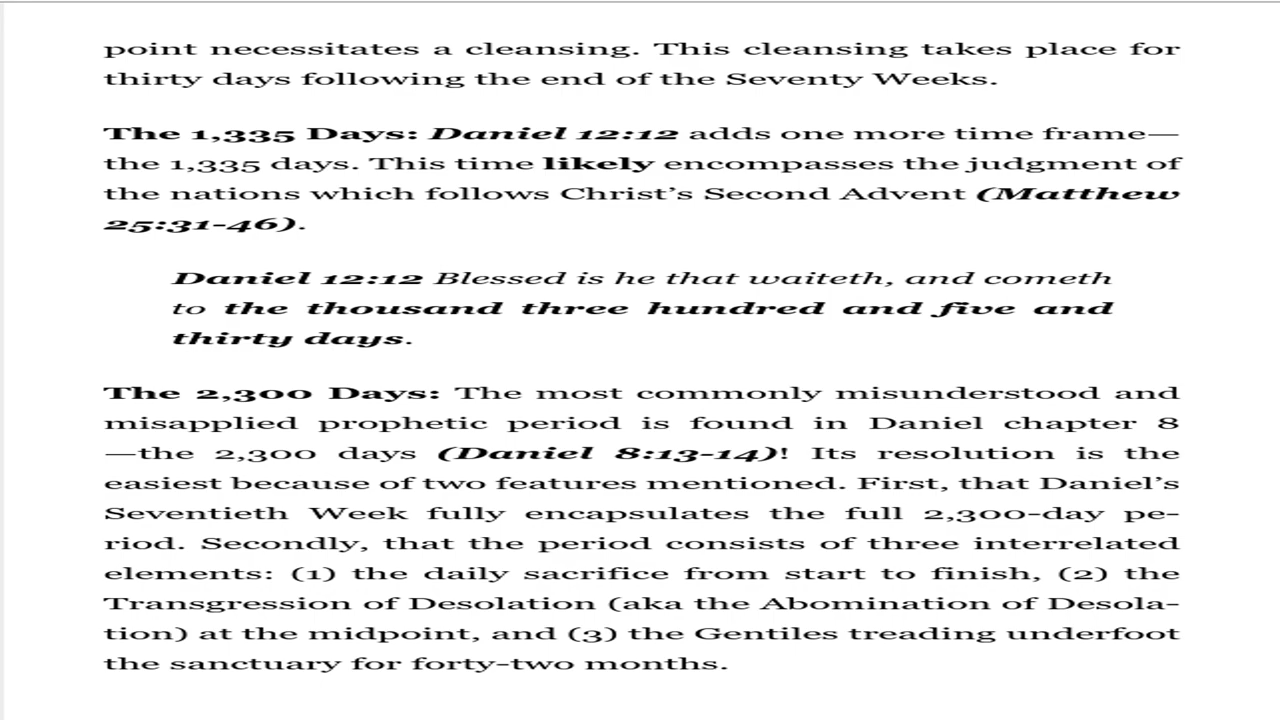 point necessitates a cleansing. This cleansing takes place for
thirty days following the end of the Seventy Weeks.
The 1,335 Days: Daniel 12:12 adds one more time frame—
the 1,335 days. This time likely encompasses the judgment of
the nations which follows Christ's Second Advent (Matthew
25:31-46).
Daniel 12:12 Blessed is he that waiteth, and cometh
to the thousand three hundred and five and
thirty days.
The 2,300 Days: The most commonly misunderstood and
misapplied prophetic period is found in Daniel chapter 8
—the 2,300 days (Daniel 8:13-14)! Its resolution is the
easiest because of two features mentioned. First, that Daniel's
Seventieth Week fully encapsulates the full 2,300-day pe-
riod. Secondly, that the period consists of three interrelated
elements: (1) the daily sacrifice from start to finish, (2) the
Transgression of Desolation (aka the Abomination of Desola-
tion) at the midpoint, and (3) the Gentiles treading underfoot
the sanctuary for forty-two months.